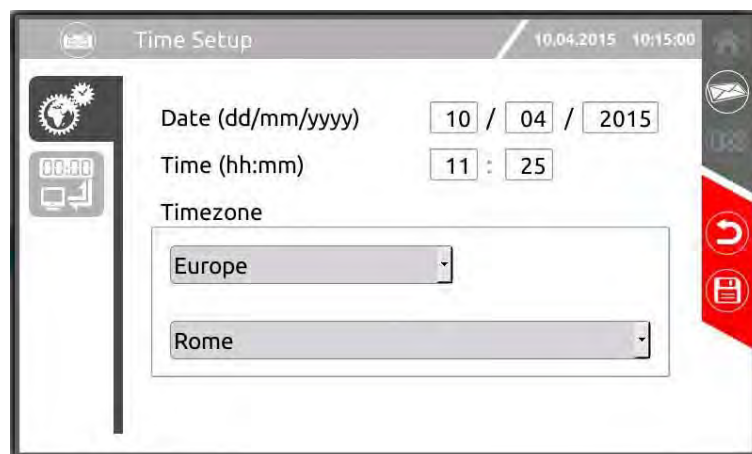 Time Setup 10.04.2015 10:15:00
Date (dd/mm/yyyy) 10 / 04 / 2015
Time (hh:mm) 11 : 25
00:00
Timezone
Europe
Rome